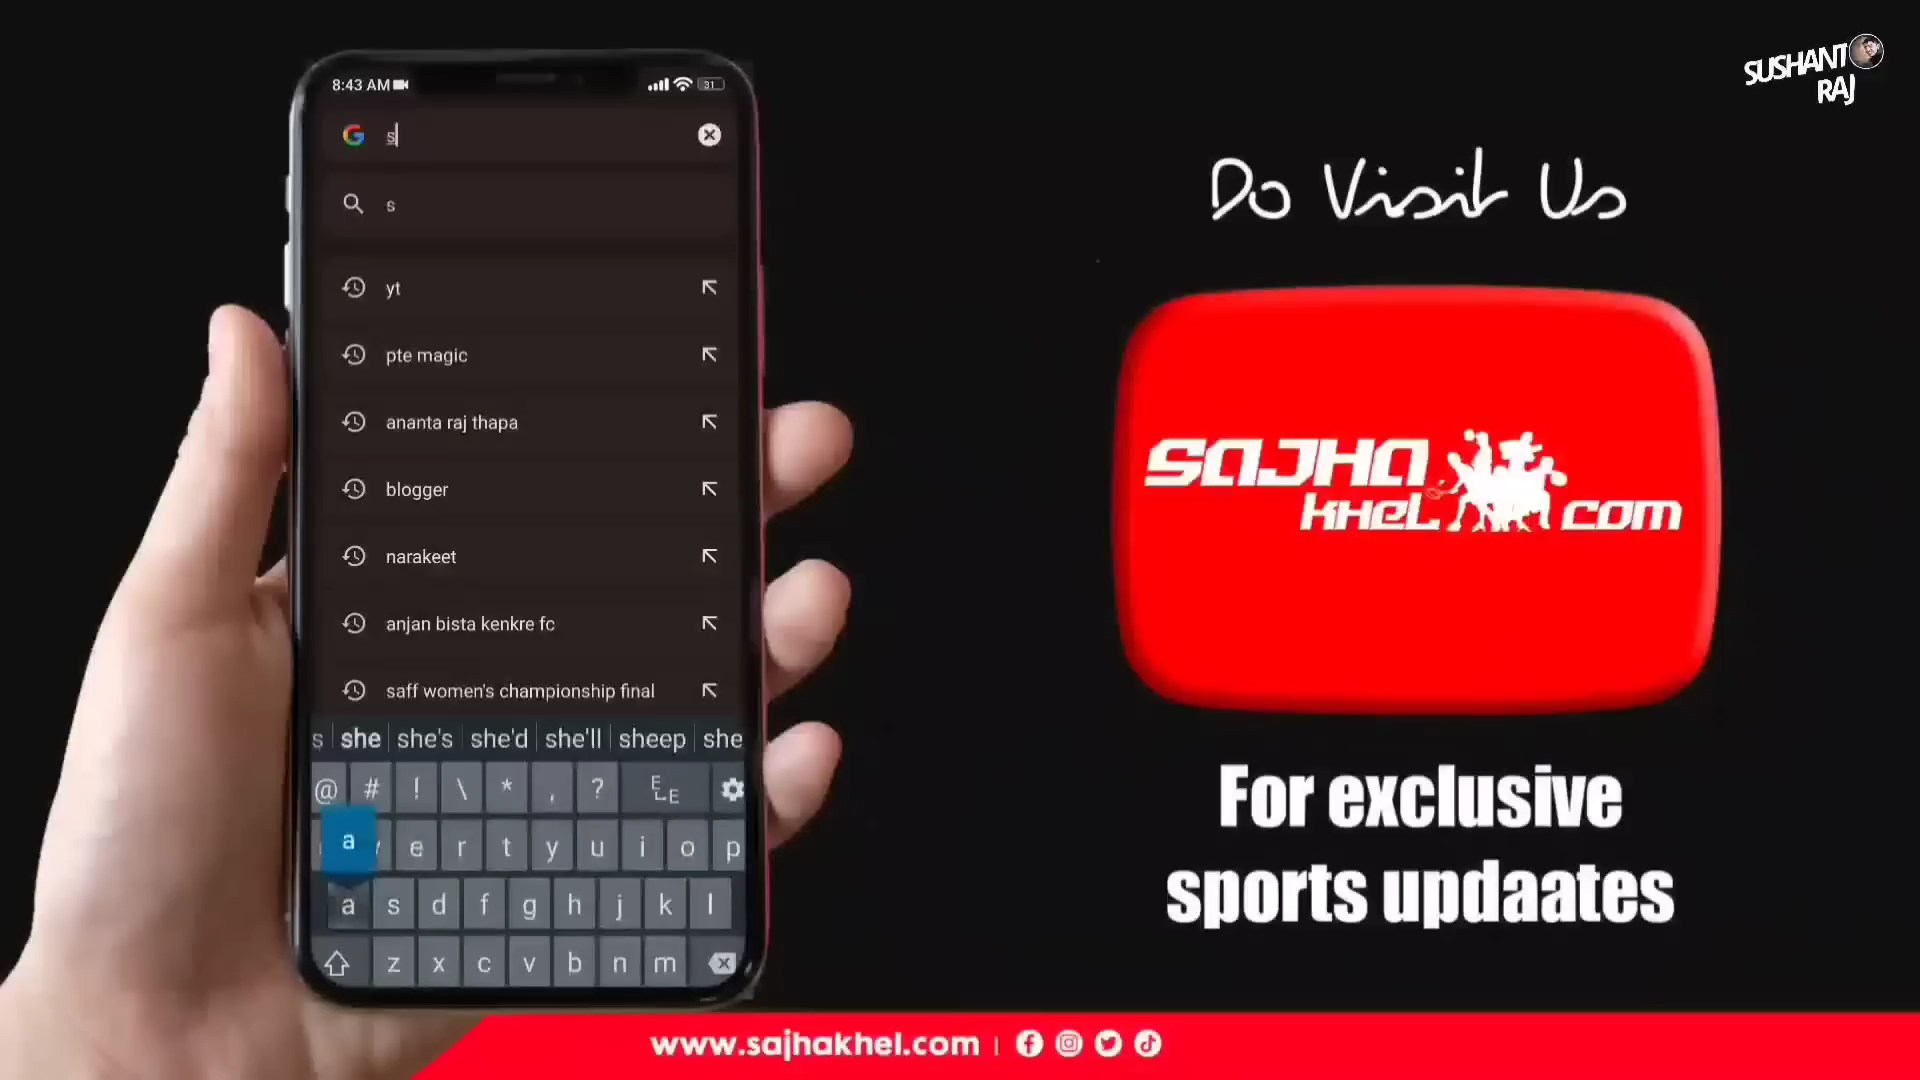 8:43 AM
31
SUSHANT
RAJ
s
s
yt
pte magic
ananta raj thapa
blogger
narakeet
anjan bista kenkre fc
saff women's championship final
s she she's she'd she'll sheep she
@ # ! \ * , ?
a
e r t y u i o p
a s d f g h j k l
z x c v b n m
Do Visit Us
SAJHA
KHEL COM
For exclusive
sports updaates
www.sajhakhel.com |